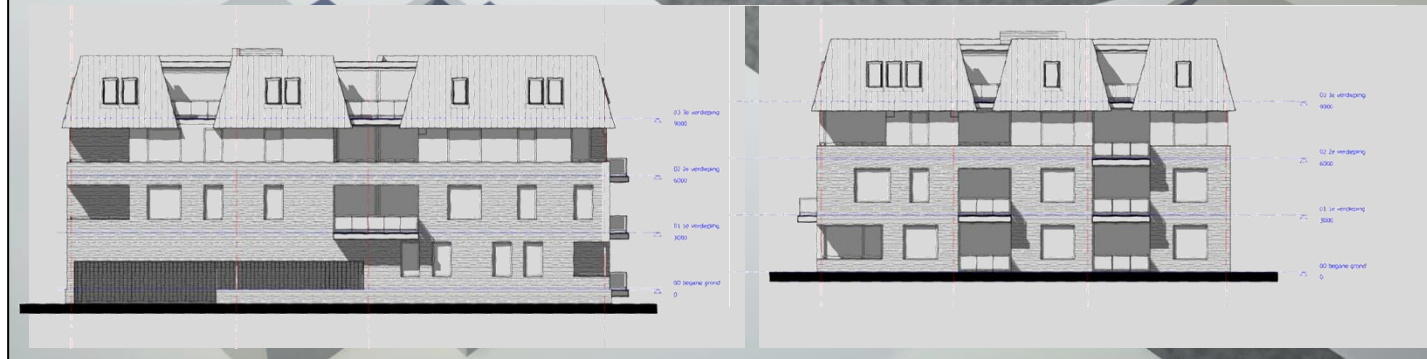 03 3e verdieping
9000
02 2e verdieping
6000
01 1e verdieping
3000
00 begane grond
0
03 3e verdieping
9000
02 2e verdieping
6000
01 1e verdieping
3000
00 begane grond
0